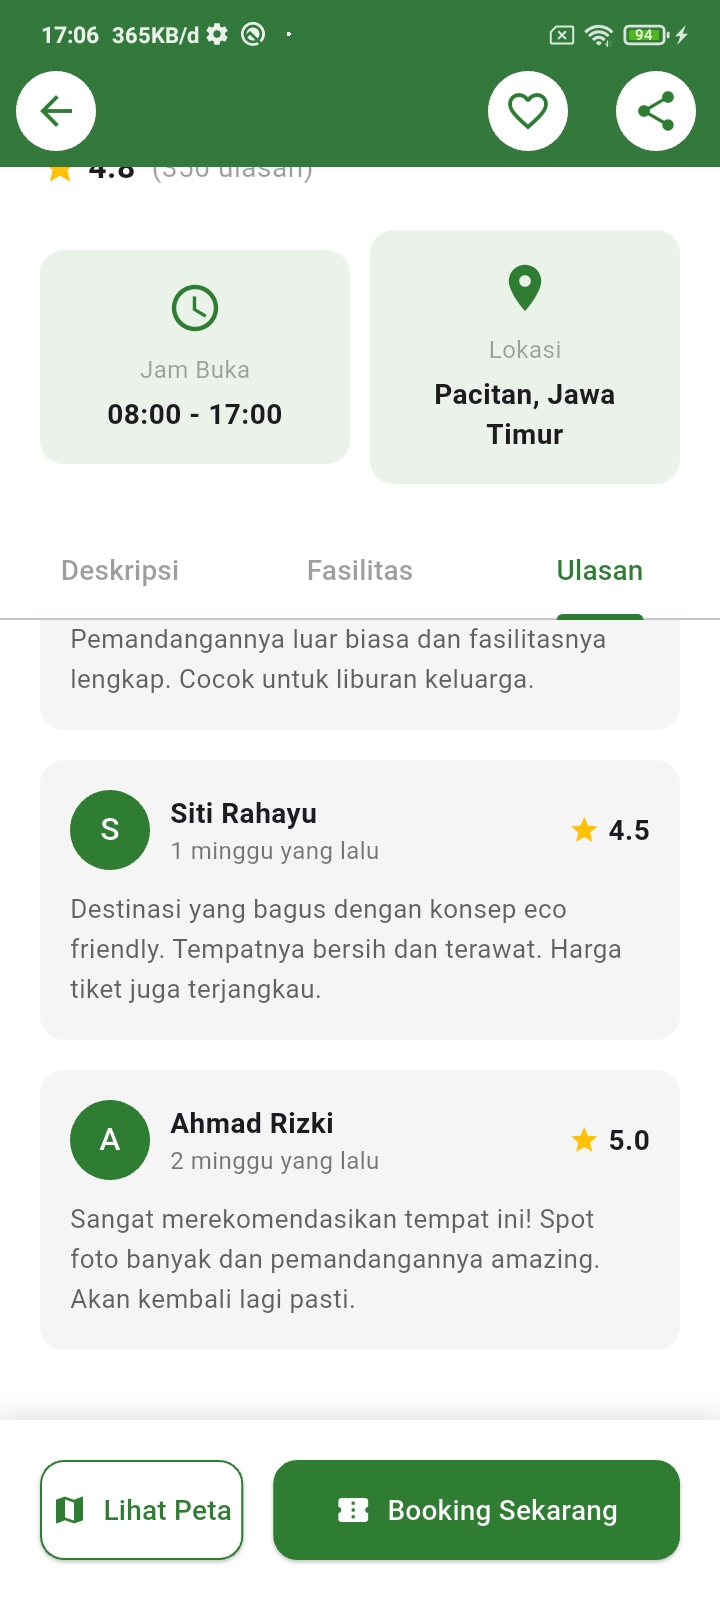 17:06 365KB/d
94
4.8 (350 ulasan)
Jam Buka
08:00 - 17:00
Lokasi
Pacitan, Jawa
Timur
Deskripsi Fasilitas Ulasan
Pemandangannya luar biasa dan fasilitasnya
lengkap. Cocok untuk liburan keluarga.
S
Siti Rahayu
1 minggu yang lalu
4.5
Destinasi yang bagus dengan konsep eco
friendly. Tempatnya bersih dan terawat. Harga
tiket juga terjangkau.
A
Ahmad Rizki
2 minggu yang lalu
5.0
Sangat merekomendasikan tempat ini! Spot
foto banyak dan pemandangannya amazing.
Akan kembali lagi pasti.
Lihat Peta
Booking Sekarang